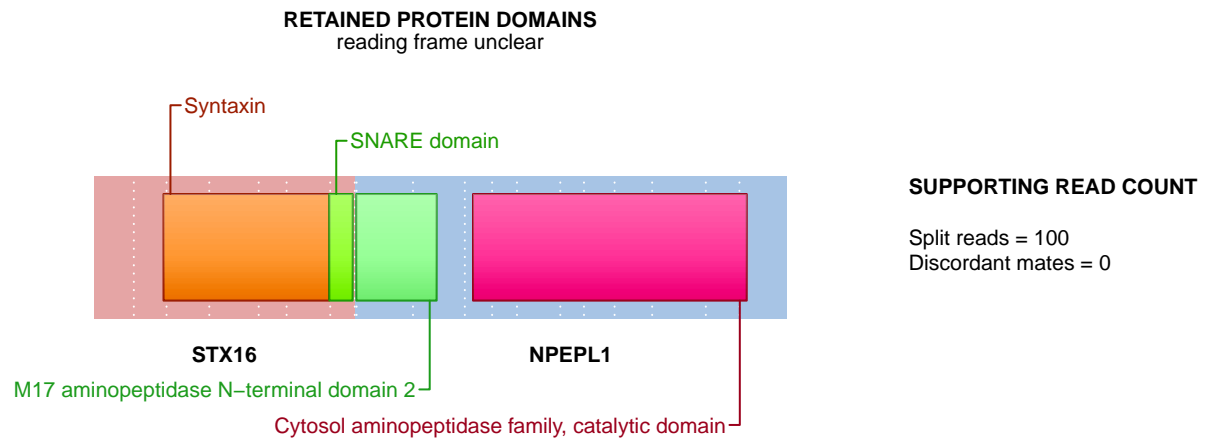 RETAINED PROTEIN DOMAINS
reading frame unclear
Syntaxin
SNARE domain
SUPPORTING READ COUNT
Split reads = 100
Discordant mates = 0
STX16
NPEPL1
M17 aminopeptidase N−terminal domain 2
Cytosol aminopeptidase family, catalytic domain